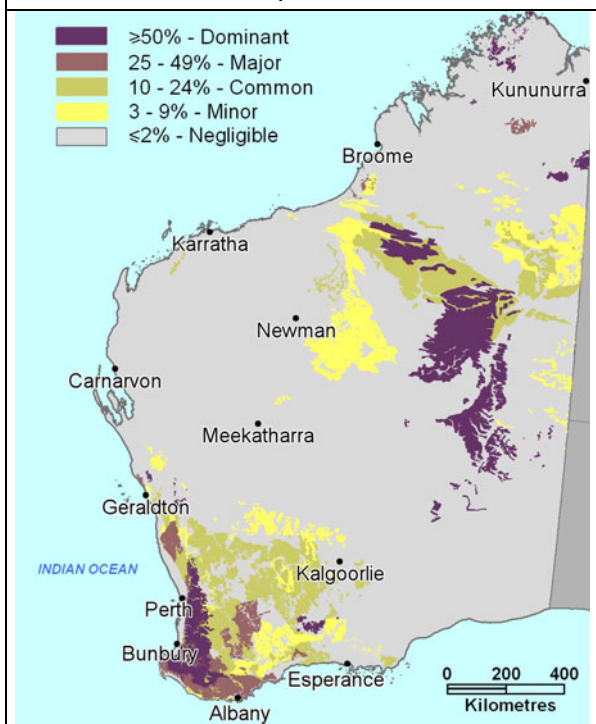 ≥50% - Dominant
25 - 49% - Major
10 - 24% - Common
3 - 9% - Minor
≤2% - Negligible
Kununurra
Broome
Karratha
Newman
Carnarvon
Meekatharra
Geraldton
INDIAN OCEAN
Kalgoorlie
Perth
Bunbury
Esperance
Albany
0 200 400
Kilometres